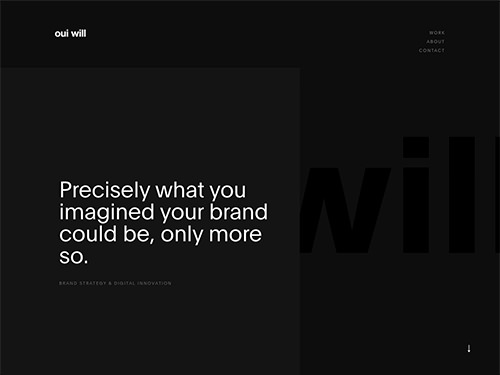 oui will
WORK
ABOUT
CONTACT
will
Precisely what you
imagined your brand
could be, only more
so.
BRAND STRATEGY & DIGITAL INNOVATION